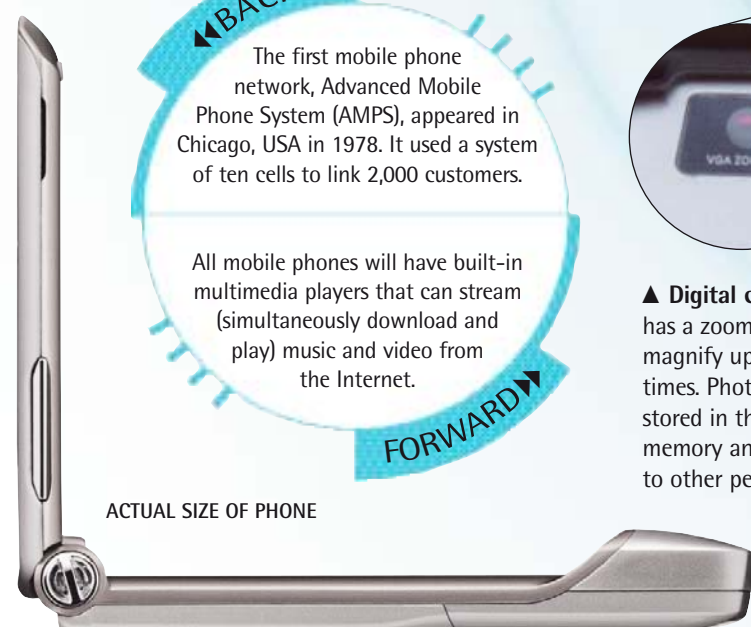 BAC
The first mobile phone
network, Advanced Mobile
Phone System (AMPS), appeared in
Chicago, USA in 1978. It used a system
of ten cells to link 2,000 customers.
All mobile phones will have built-in
multimedia players that can stream
(simultaneously download and
play) music and video from
the Internet.
FORWARD
ACTUAL SIZE OF PHONE
VGA ZO
▲ Digital c
has a zoom
magnify up
times. Phot
stored in th
memory an
to other pe